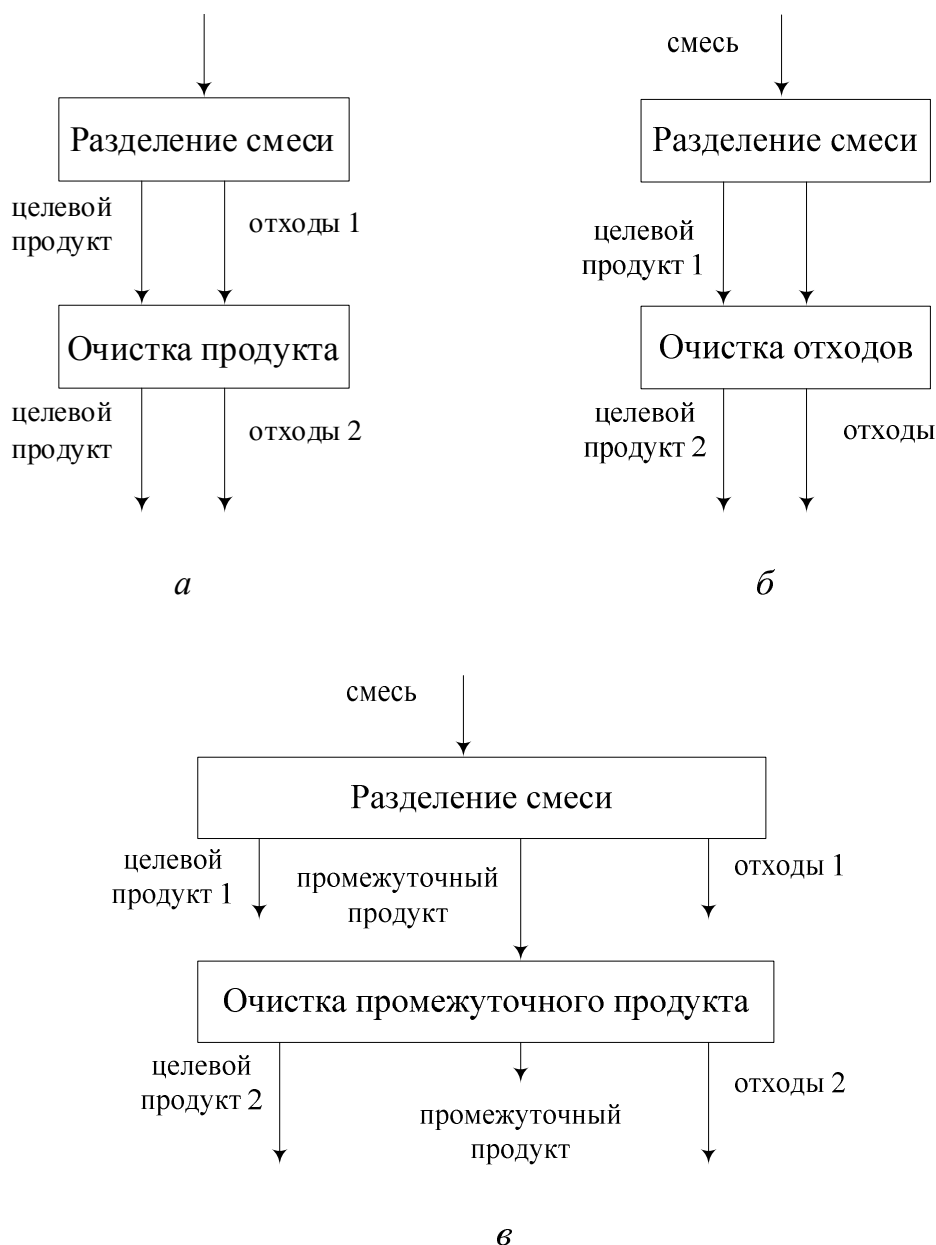 Разделение смеси
целевой
продукт
отходы 1
Очистка продукта
целевой
продукт
отходы 2
а
смесь
Разделение смеси
целевой
продукт 1
Очистка отходов
целевой
продукт 2
отходы
б
смесь
Разделение смеси
целевой
продукт 1
промежуточный
продукт
отходы 1
Очистка промежуточного продукта
целевой
продукт 2
промежуточный
продукт
отходы 2
в